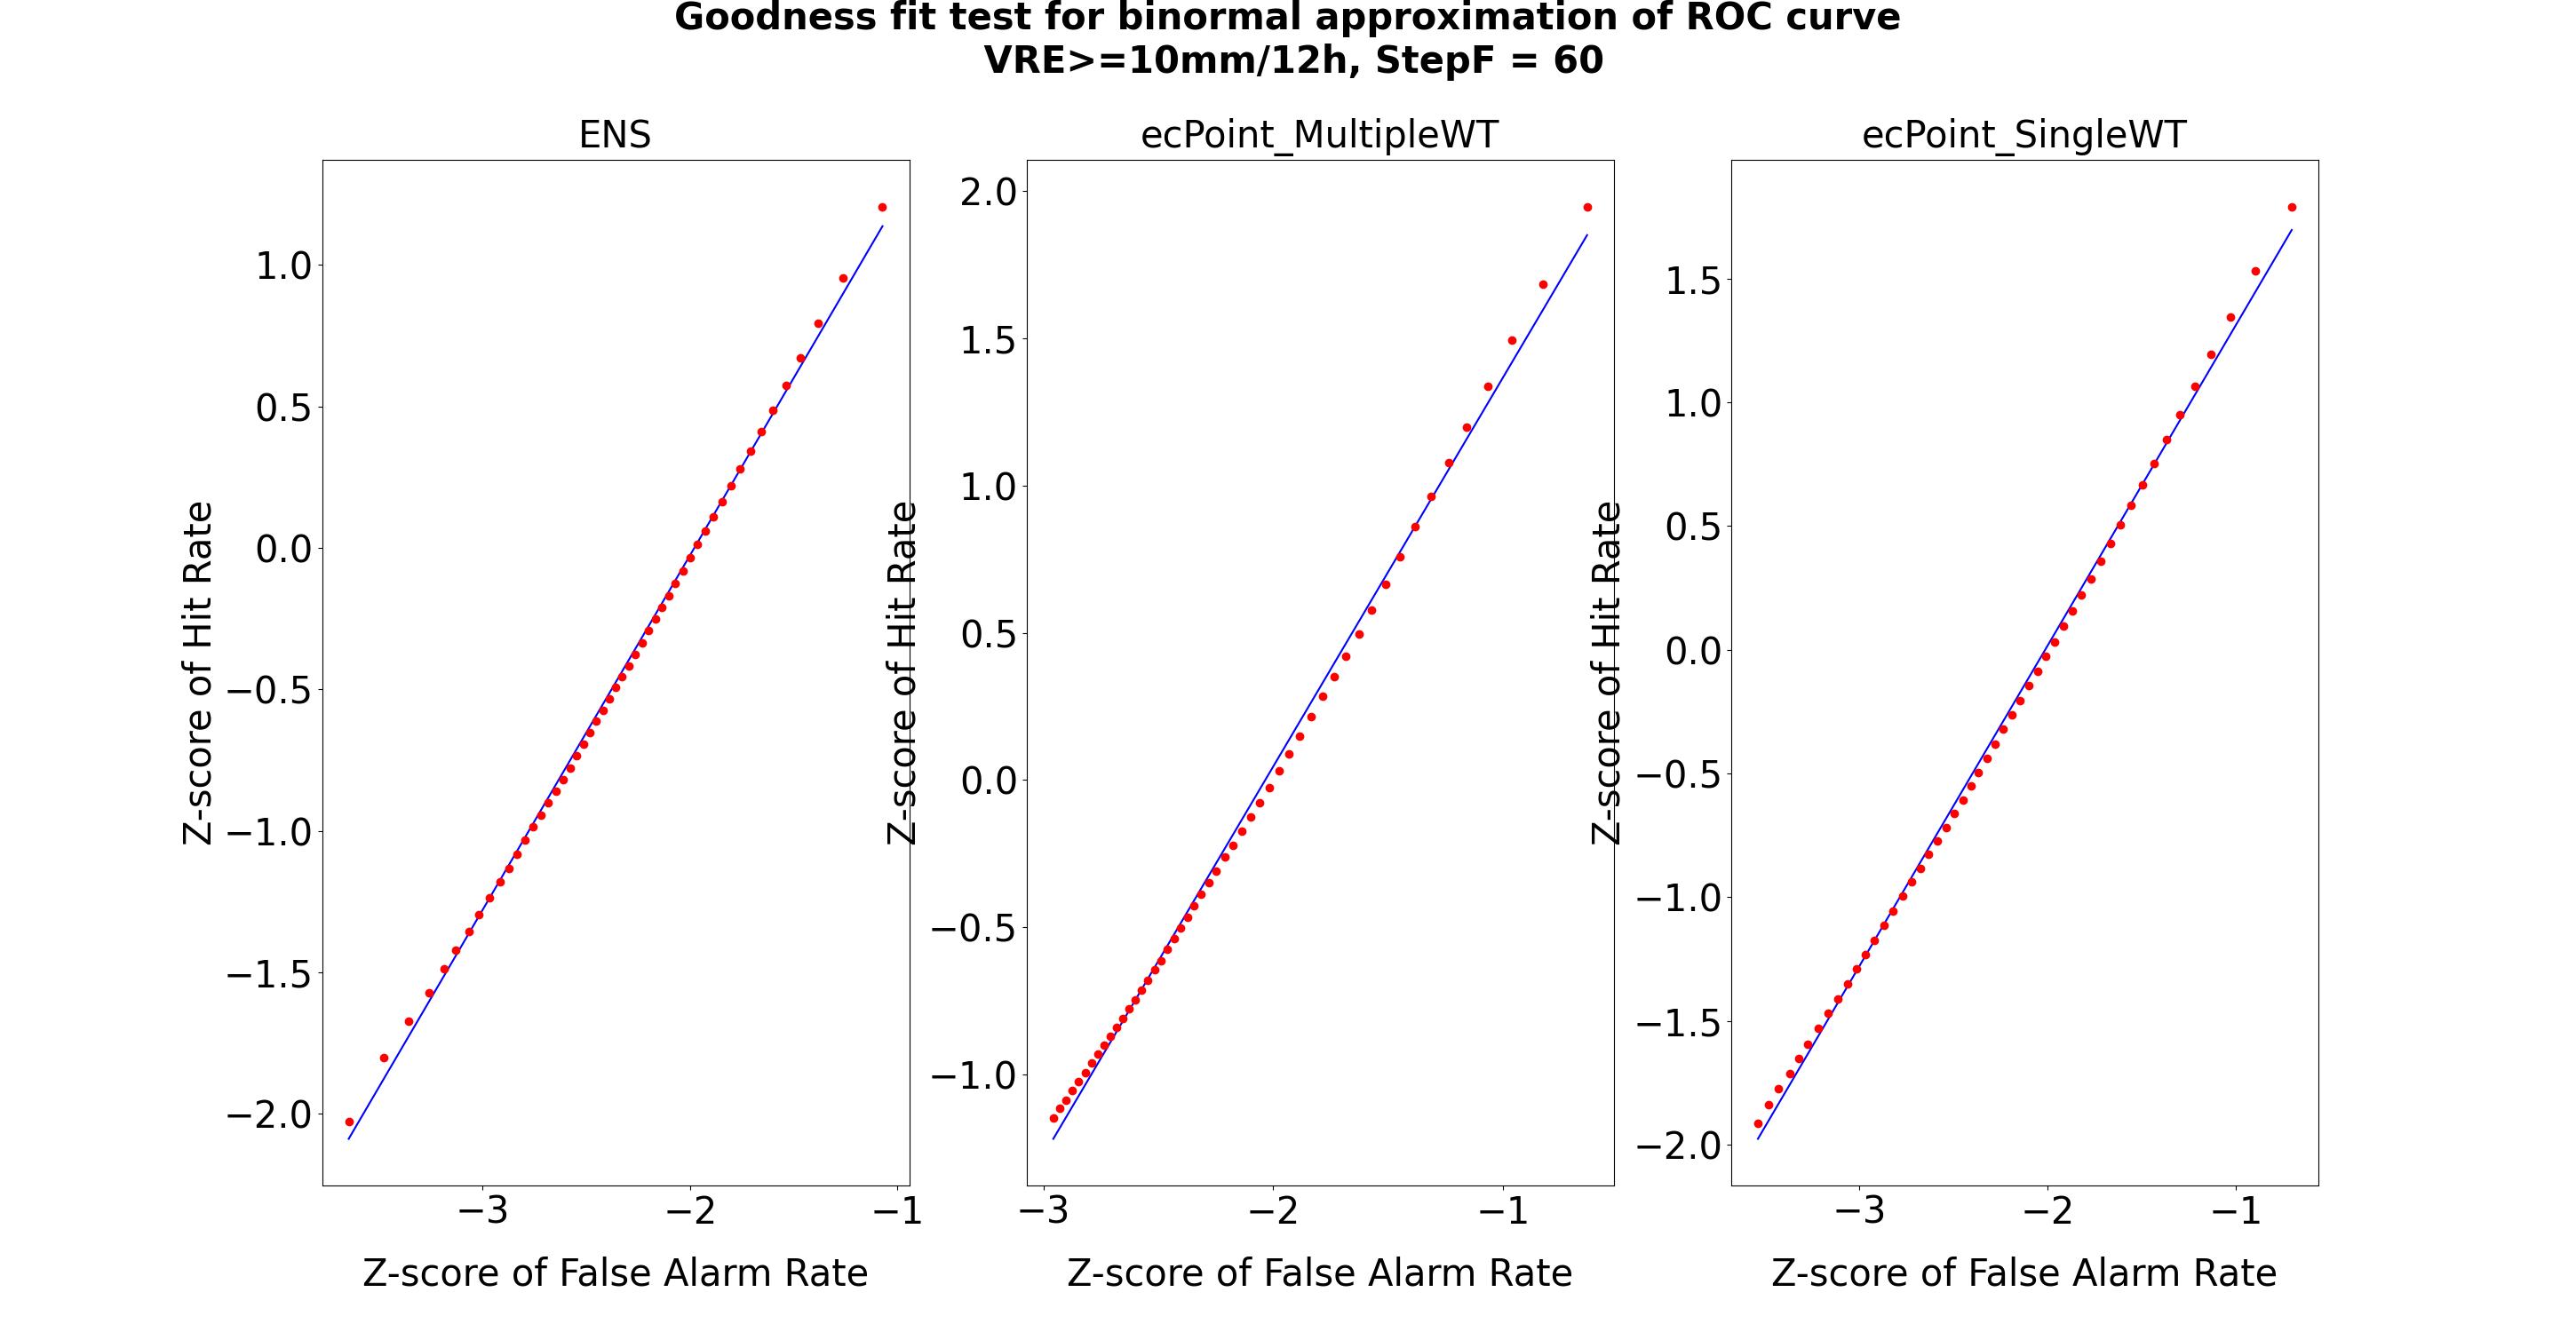 Goodness fit test for binormal approximation of ROC curve
VRE>=10mm/12h, StepF = 60
ENS
1.0
0.5
0.0
−0.5
−1.0
−1.5
−2.0
Z-score of Hit Rate
−3
−2
−1
Z-score of False Alarm Rate
ecPoint_MultipleWT
2.0
1.5
1.0
0.5
0.0
−0.5
−1.0
Z-score of Hit Rate
−3
−2
−1
Z-score of False Alarm Rate
ecPoint_SingleWT
1.5
1.0
0.5
0.0
−0.5
−1.0
−1.5
−2.0
Z-score of Hit Rate
−3
−2
−1
Z-score of False Alarm Rate